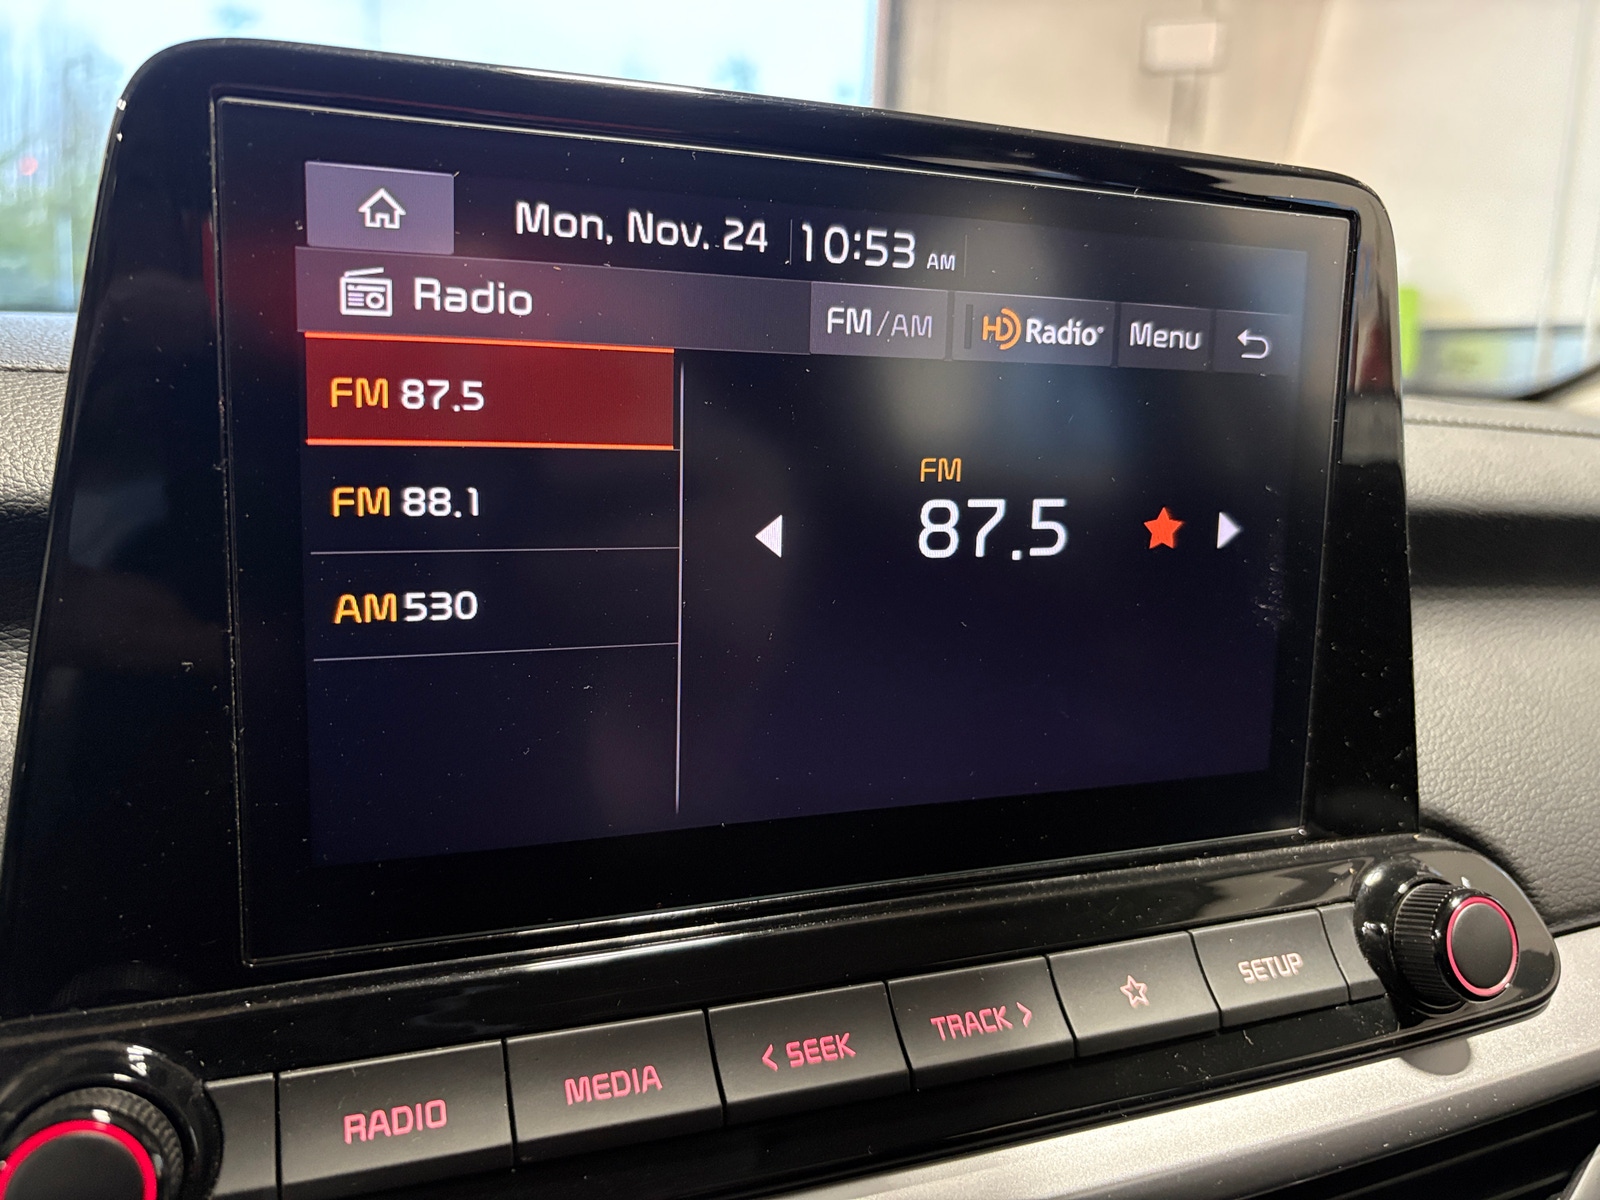 Mon, Nov. 24 10:53 AM
Radio FM/AM HD Radio Menu
FM 87.5
FM 88.1
AM 530
FM
87.5
RADIO MEDIA < SEEK TRACK > SETUP